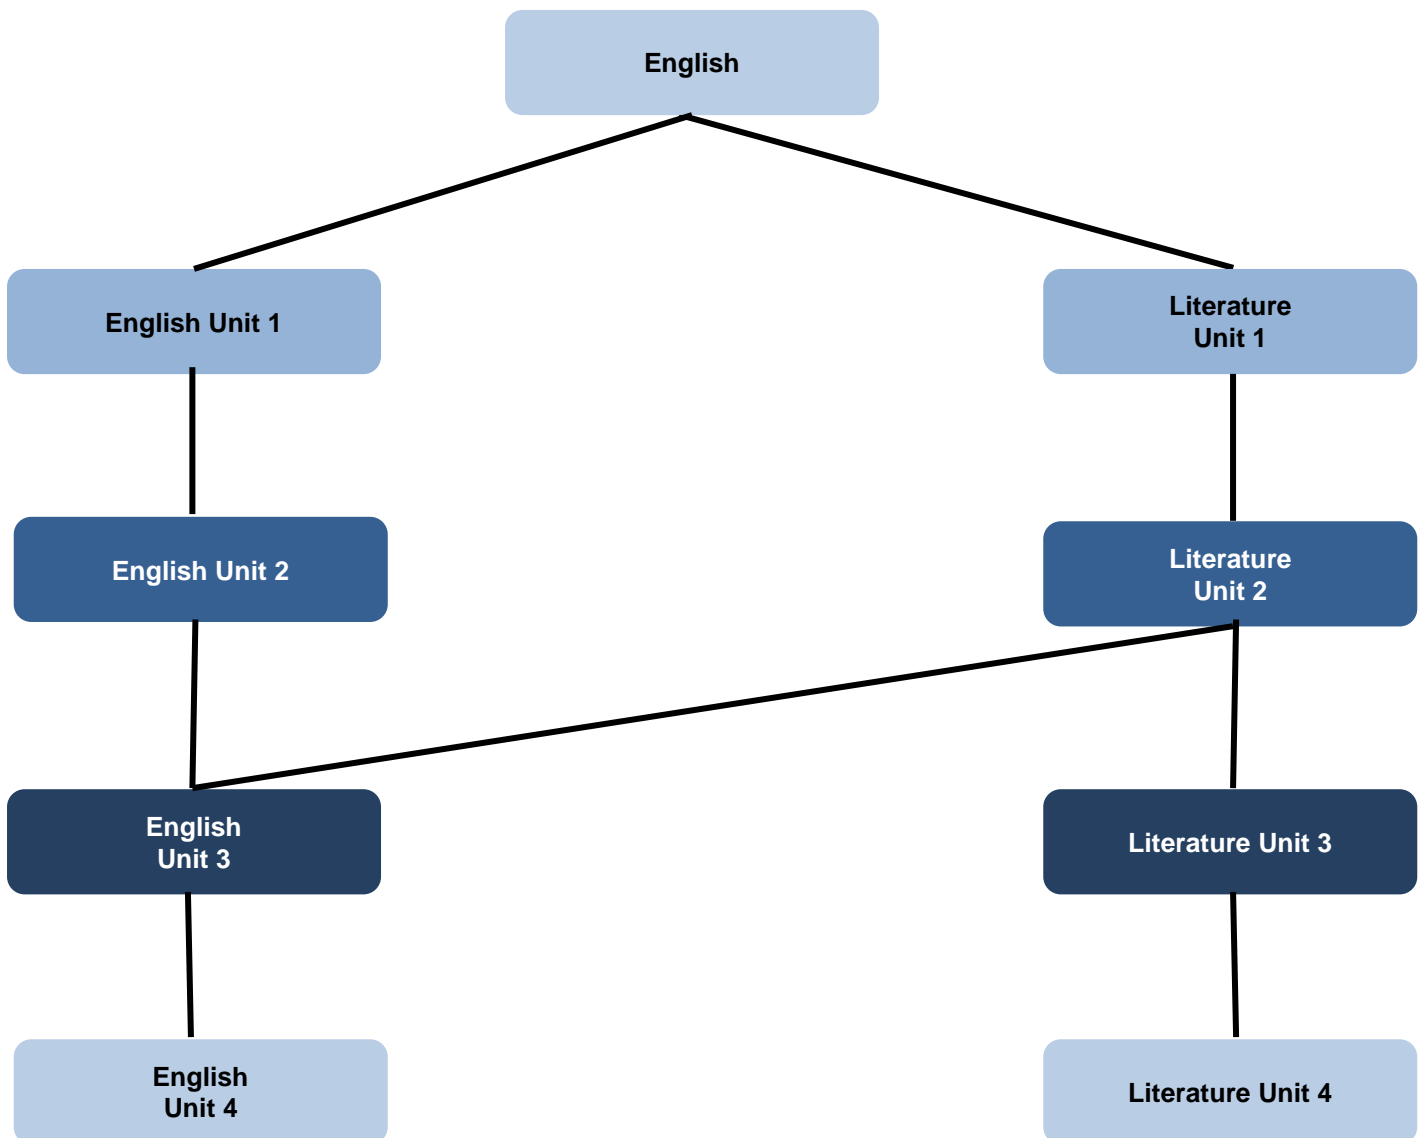 English
English Unit 1
Literature
Unit 1
English Unit 2
Literature
Unit 2
English
Unit 3
Literature Unit 3
English
Unit 4
Literature Unit 4